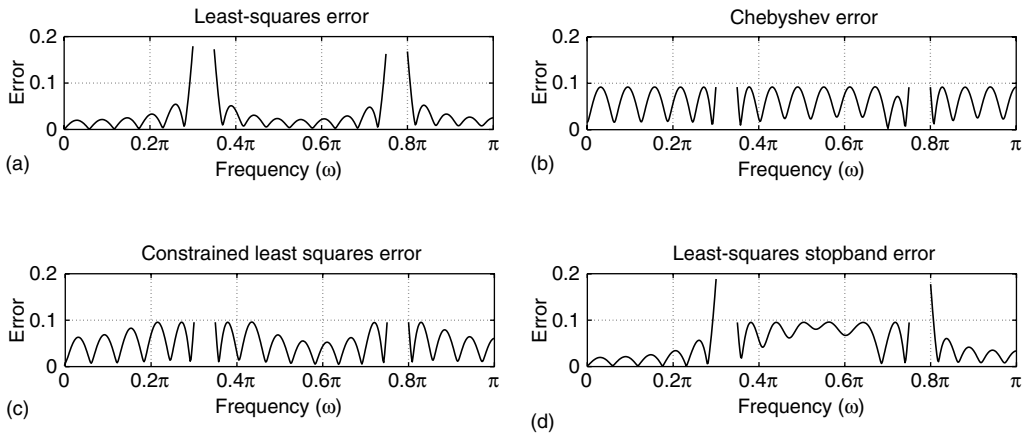 Least-squares error
0.2
0.1
0
Error
0 0.2π 0.4π 0.6π 0.8π π
Frequency (ω)
(a)
Chebyshev error
0.2
0.1
0
Error
0 0.2π 0.4π 0.6π 0.8π π
Frequency (ω)
(b)
Constrained least squares error
0.2
0.1
0
Error
0 0.2π 0.4π 0.6π 0.8π π
Frequency (ω)
(c)
Least-squares stopband error
0.2
0.1
0
Error
0 0.2π 0.4π 0.6π 0.8π π
Frequency (ω)
(d)